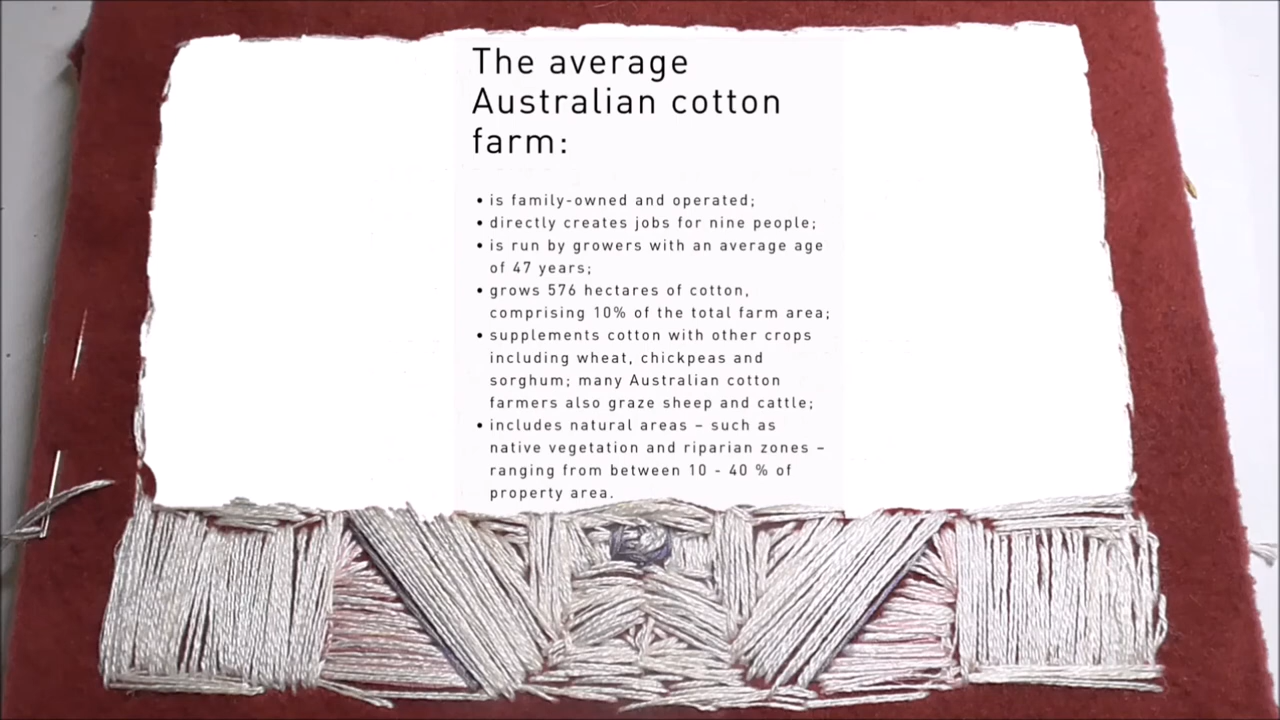 The average
Australian cotton
farm:
• is family-owned and operated;
• directly creates jobs for nine people;
• is run by growers with an average age
of 47 years;
• grows 576 hectares of cotton,
comprising 10% of the total farm area;
• supplements cotton with other crops
including wheat, chickpeas and
sorghum; many Australian cotton
farmers also graze sheep and cattle;
• includes natural areas – such as
native vegetation and riparian zones –
ranging from between 10 - 40 % of
property area.